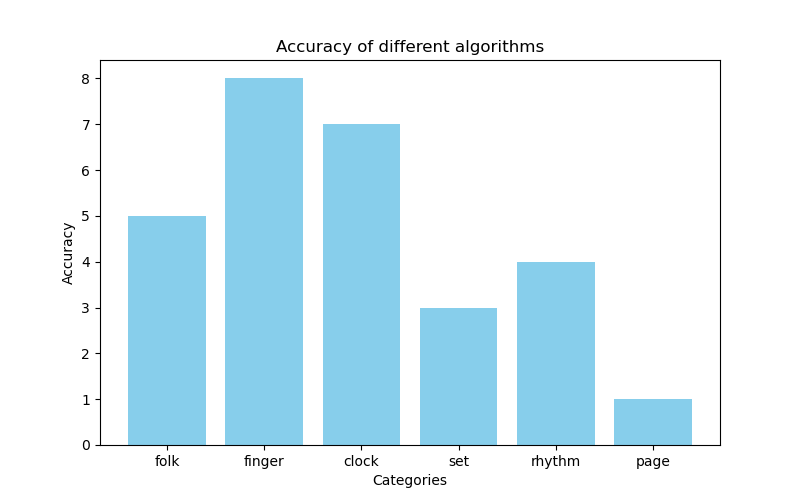 Accuracy of different algorithms
8
7
6
5
4
3
2
1
0
Accuracy
folk finger clock set rhythm page
Categories